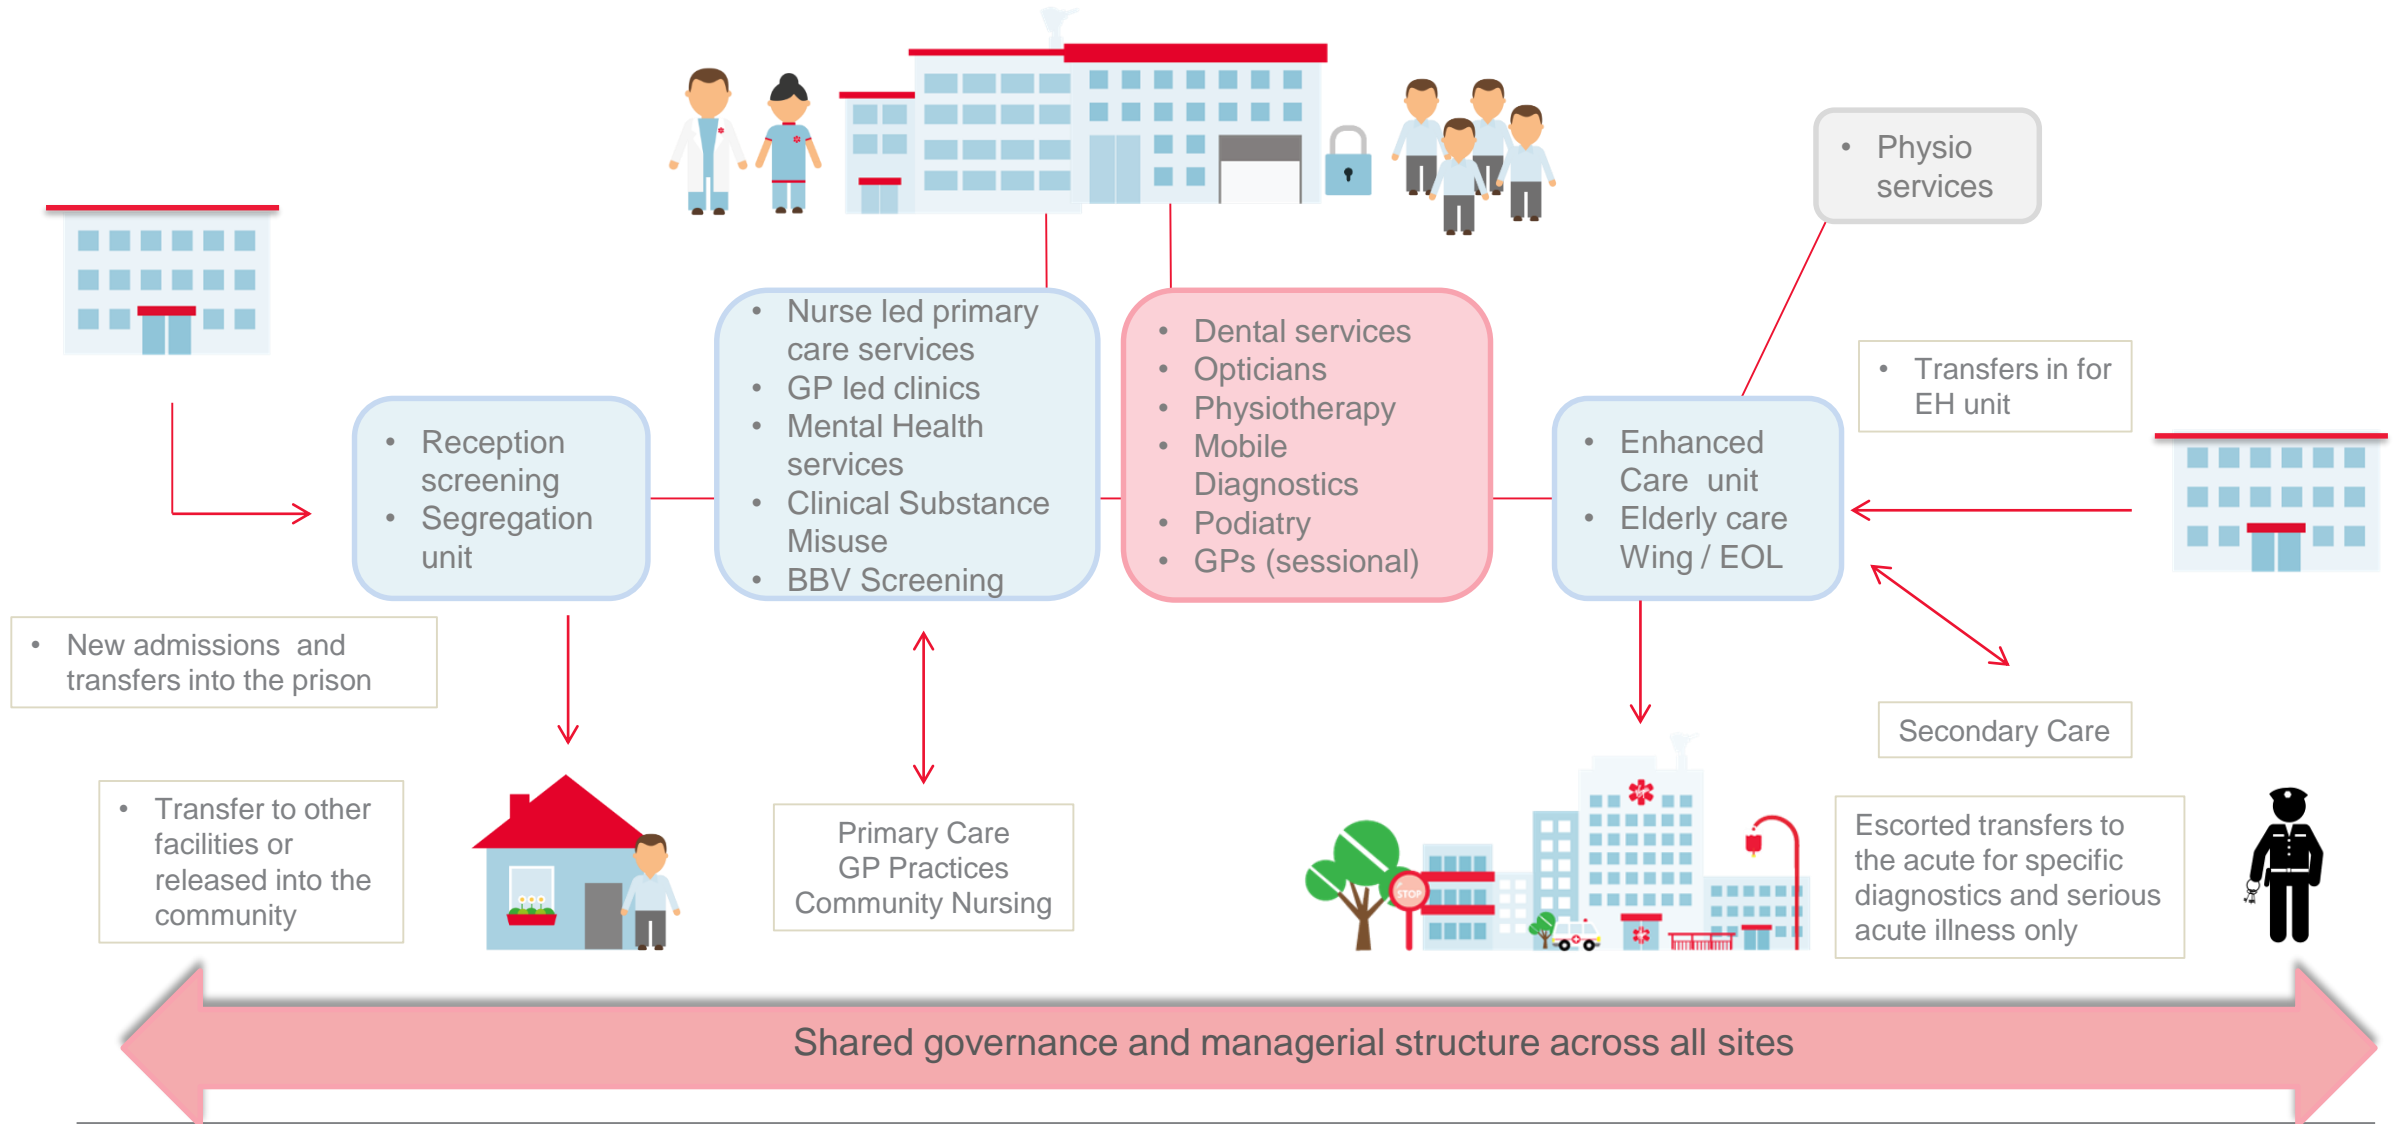 • Physio
services
• Nurse led primary
care services
• GP led clinics
• Mental Health
services
• Clinical Substance
Misuse
• BBV Screening
• Dental services
• Opticians
• Physiotherapy
• Mobile
Diagnostics
• Podiatry
• GPs (sessional)
• Transfers in for
EH unit
• Reception
screening
• Segregation
unit
• Enhanced
Care unit
• Elderly care
Wing / EOL
• New admissions and
transfers into the prison
Secondary Care
• Transfer to other
facilities or
released into the
community
Primary Care
GP Practices
Community Nursing
STOP
Escorted transfers to
the acute for specific
diagnostics and serious
acute illness only
Shared governance and managerial structure across all sites